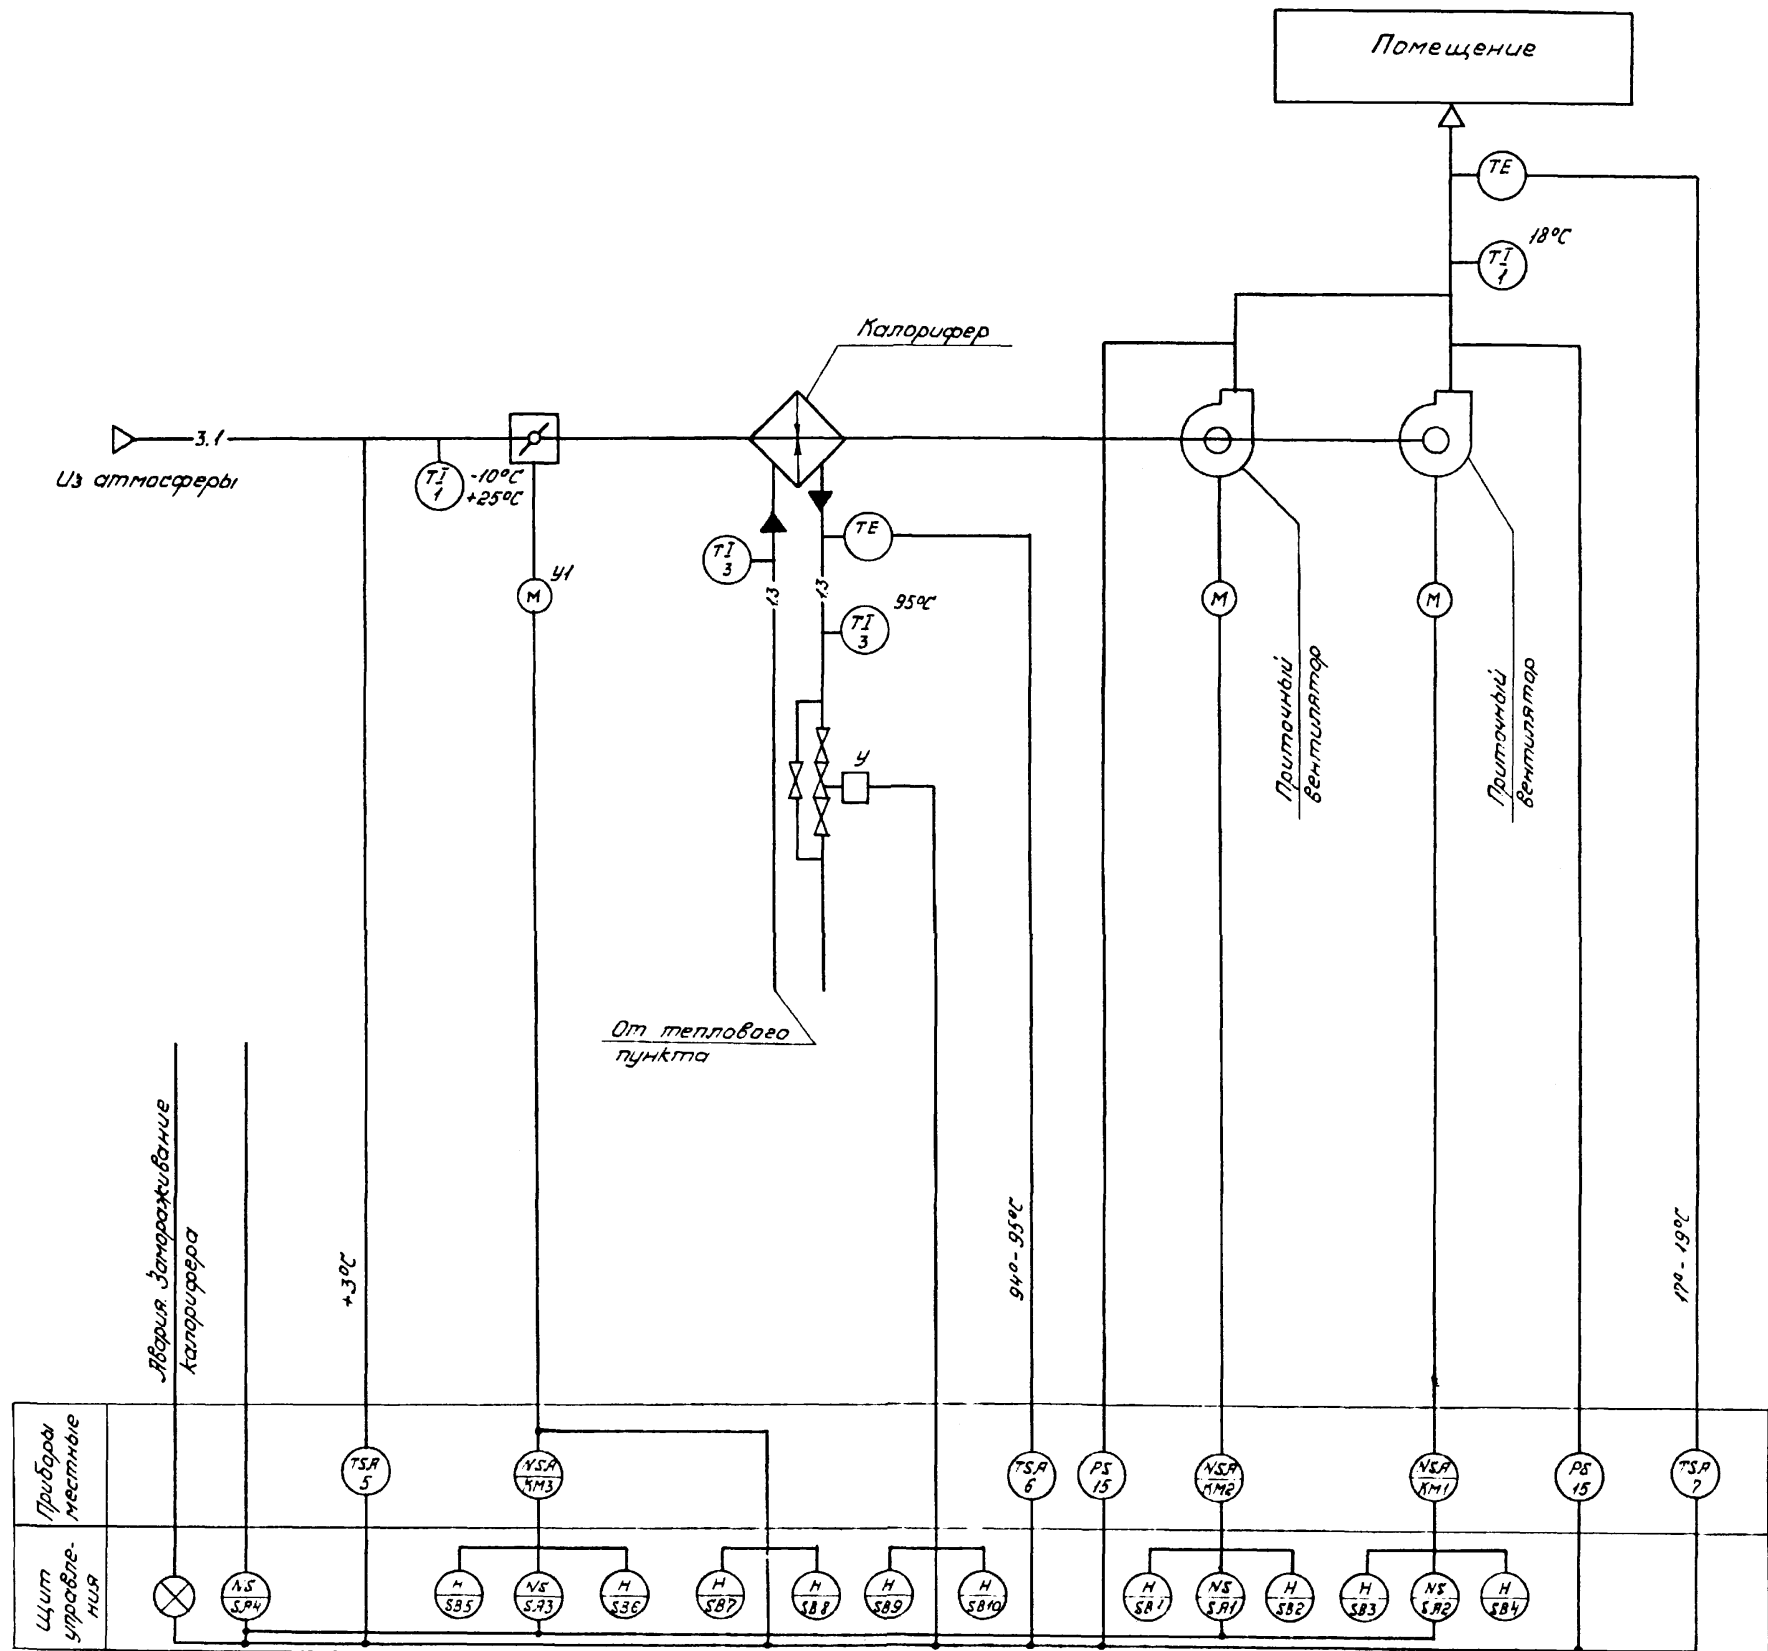 Помещение
TE
18°C
TI
1
Калорифер
3.1
Из атмосферы
TI
1
-10°C
+25°C
У1
M
TI
3
1.3
1.3
TE
95°C
TI
3
У
M
M
Приточный
вентилятор
Приточный
вентилятор
От теплового
пункта
Авария. Замораживание
калорифера
+3°C
94°-95°C
17°-19°C
Приборы
местные
TSA
5
NSA
KM3
TSA
6
PS
15
NSA
KM2
NSA
KM1
PS
15
TSA
7
Щит
управле-
ния
NS
SA4
H
SB5
NS
SA3
H
SB6
H
SB7
H
SB8
H
SB9
H
SB10
H
SB1
NS
SA1
H
SB2
H
SB3
NS
SA2
H
SB4